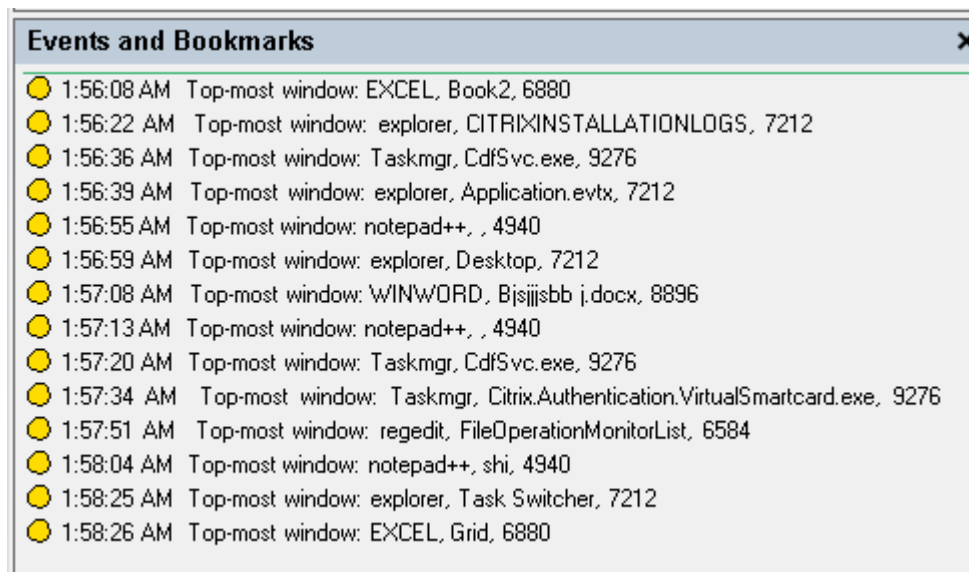 Events and Bookmarks
1:56:08 AM Top-most window: EXCEL, Book2, 6880
1:56:22 AM Top-most window: explorer, CITRIXINSTALLATIONLOGS, 7212
1:56:36 AM Top-most window: Taskmgr, CdfSvc.exe, 9276
1:56:39 AM Top-most window: explorer, Application.evtx, 7212
1:56:55 AM Top-most window: notepad++, , 4940
1:56:59 AM Top-most window: explorer, Desktop, 7212
1:57:08 AM Top-most window: WINWORD, Bjsjjjsbb j.docx, 8896
1:57:13 AM Top-most window: notepad++, , 4940
1:57:20 AM Top-most window: Taskmgr, CdfSvc.exe, 9276
1:57:34 AM Top-most window: Taskmgr, Citrix.Authentication.VirtualSmartcard.exe, 9276
1:57:51 AM Top-most window: regedit, FileOperationMonitorList, 6584
1:58:04 AM Top-most window: notepad++, shi, 4940
1:58:25 AM Top-most window: explorer, Task Switcher, 7212
1:58:26 AM Top-most window: EXCEL, Grid, 6880